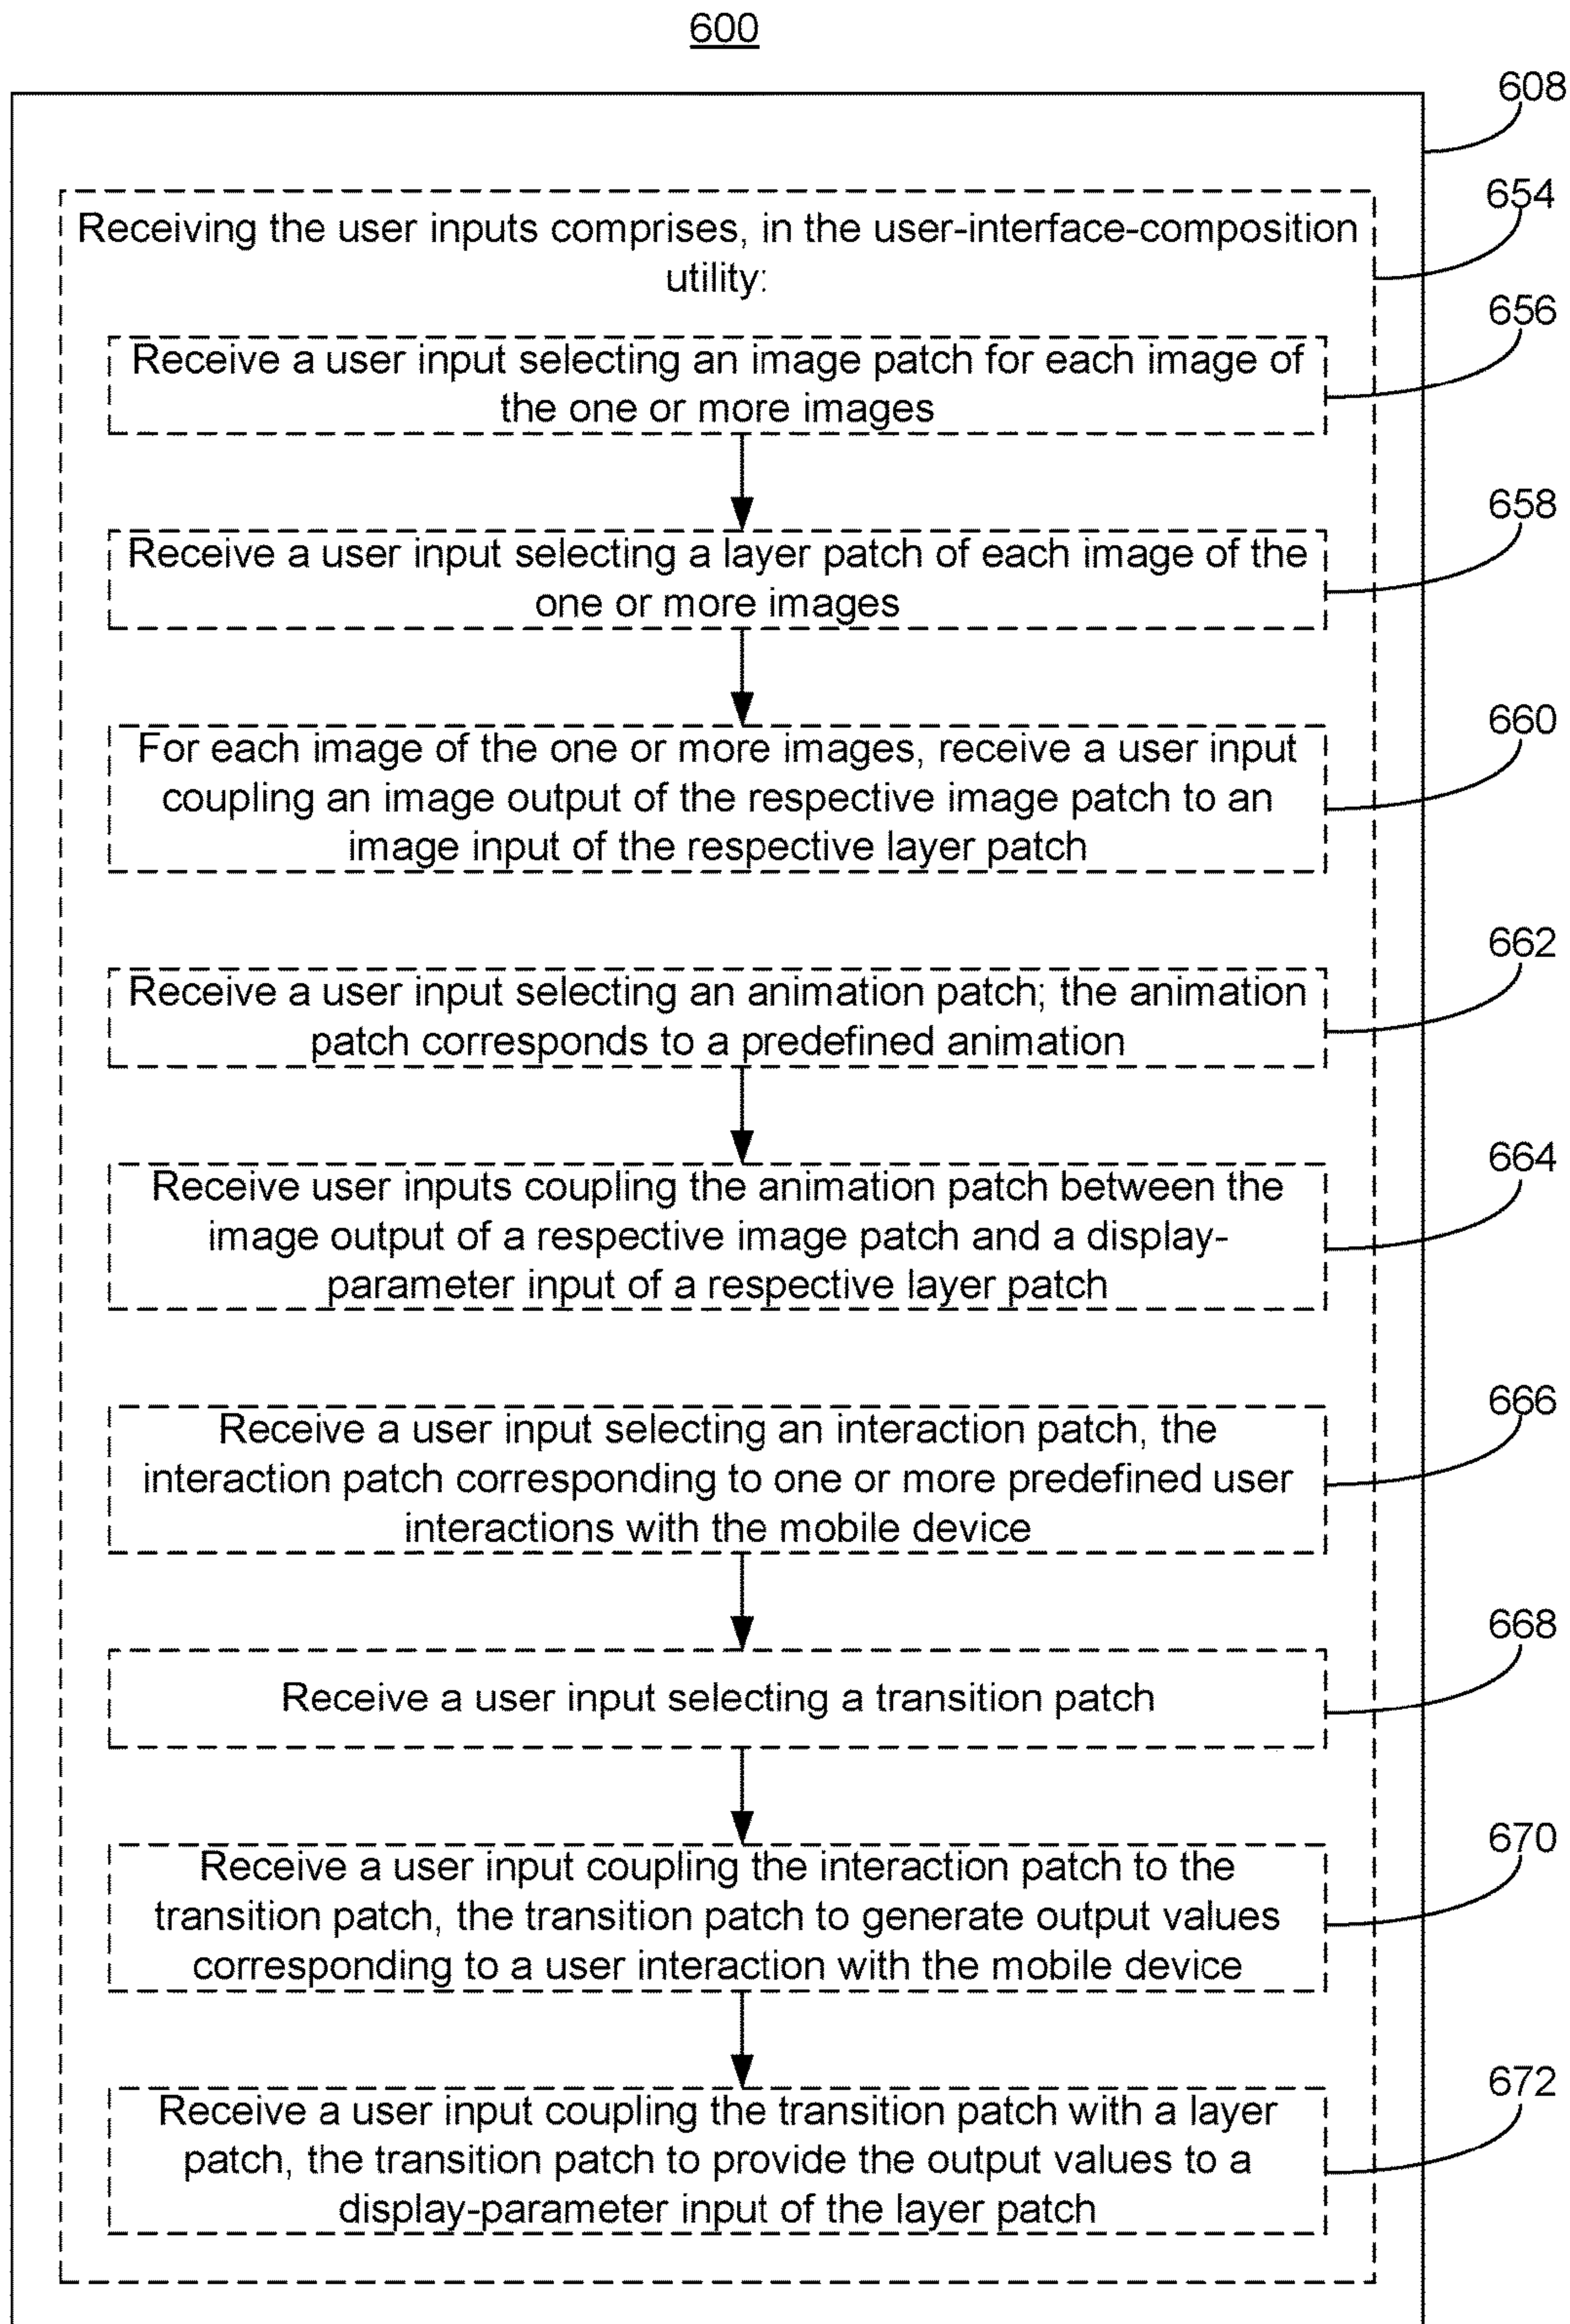 600
608
654
Receiving the user inputs comprises, in the user-interface-composition
utility:
656
Receive a user input selecting an image patch for each image of
the one or more images
658
Receive a user input selecting a layer patch of each image of the
one or more images
660
For each image of the one or more images, receive a user input
coupling an image output of the respective image patch to an
image input of the respective layer patch
662
Receive a user input selecting an animation patch; the animation
patch corresponds to a predefined animation
664
Receive user inputs coupling the animation patch between the
image output of a respective image patch and a display-
parameter input of a respective layer patch
666
Receive a user input selecting an interaction patch, the
interaction patch corresponding to one or more predefined user
interactions with the mobile device
668
Receive a user input selecting a transition patch
670
Receive a user input coupling the interaction patch to the
transition patch, the transition patch to generate output values
corresponding to a user interaction with the mobile device
672
Receive a user input coupling the transition patch with a layer
patch, the transition patch to provide the output values to a
display-parameter input of the layer patch